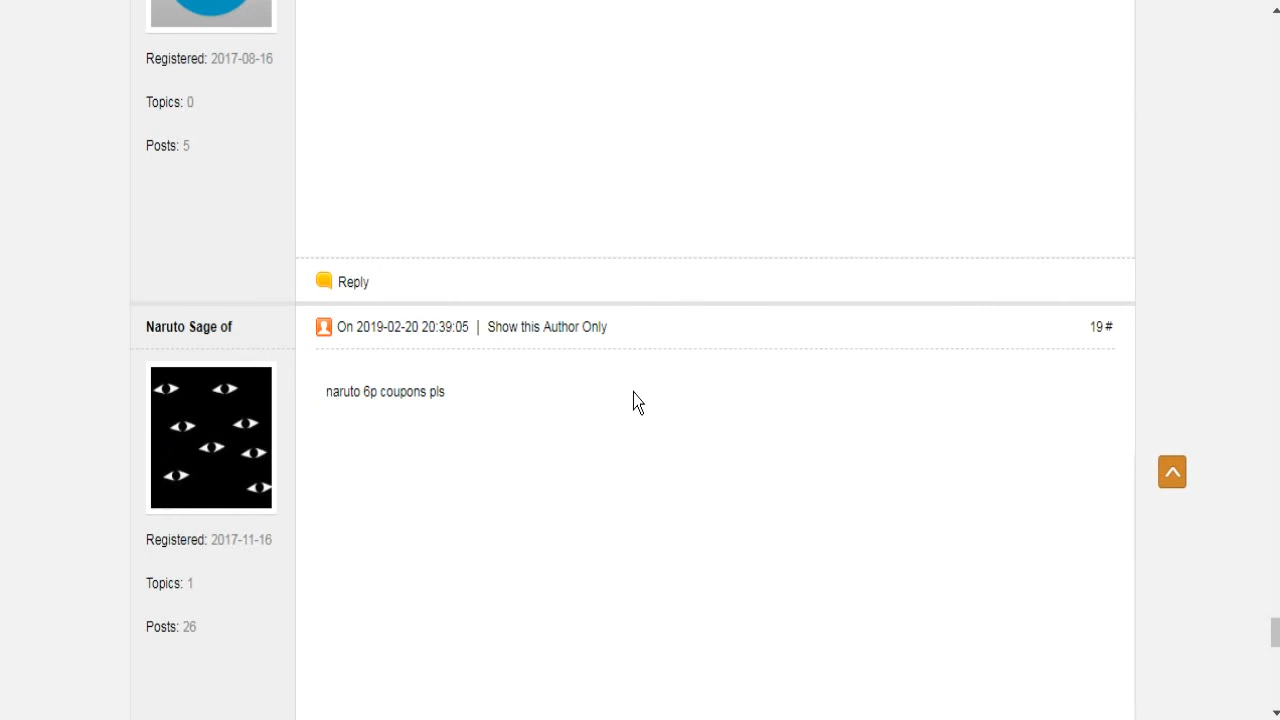 Registered: 2017-08-16
Topics: 0
Posts: 5
Reply
Naruto Sage of
On 2019-02-20 20:39:05 | Show this Author Only
19#
naruto 6p coupons pls
Registered: 2017-11-16
Topics: 1
Posts: 26